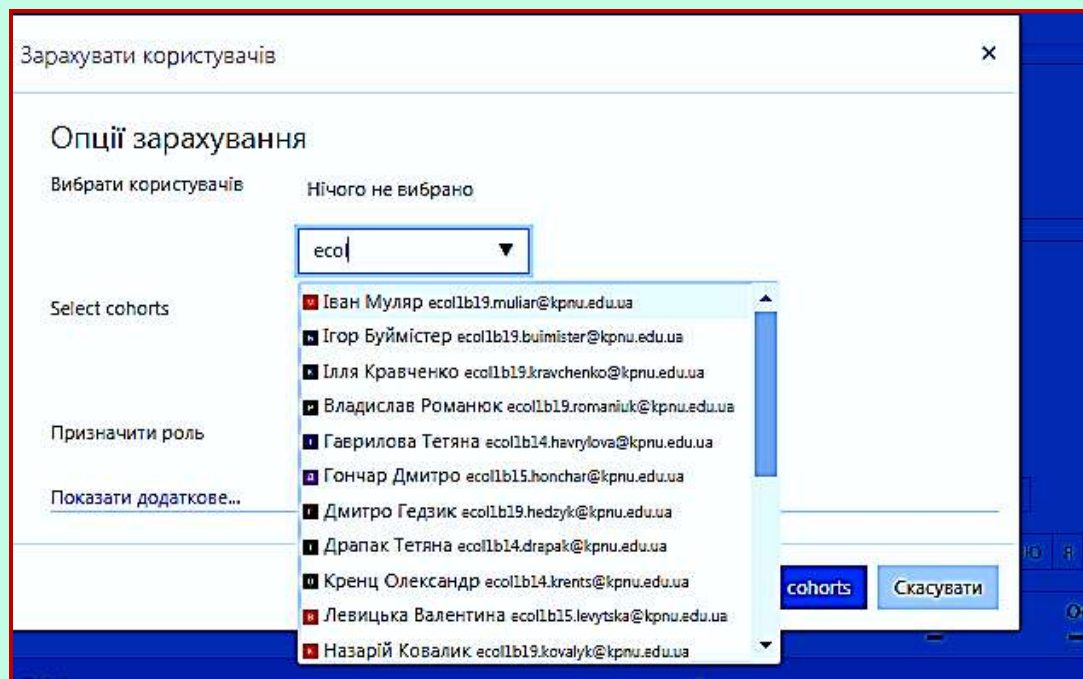 Зарахувати користувачів ×
Опції зарахування
Вибрати користувачів Нічого не вибрано
ecol ▼
Select cohorts
Іван Муляр ecol1b19.muliar@kpnu.edu.ua
Ігор Буймістер ecol1b19.buimister@kpnu.edu.ua
Ілля Кравченко ecol1b19.kravchenko@kpnu.edu.ua
Владислав Романюк ecol1b19.romaniuk@kpnu.edu.ua
Призначити роль
Гаврилова Тетяна ecol1b14.havrylova@kpnu.edu.ua
Гончар Дмитро ecol1b15.honchar@kpnu.edu.ua
Показати додаткове...
Дмитро Гедзик ecol1b19.hedzyk@kpnu.edu.ua
Драпак Тетяна ecol1b14.drapak@kpnu.edu.ua
Ю Я
Кренц Олександр ecol1b14.krents@kpnu.edu.ua
cohorts Скасувати
Левицька Валентина ecol1b15.levytska@kpnu.edu.ua
Назарій Ковалик ecol1b19.kovalyk@kpnu.edu.ua